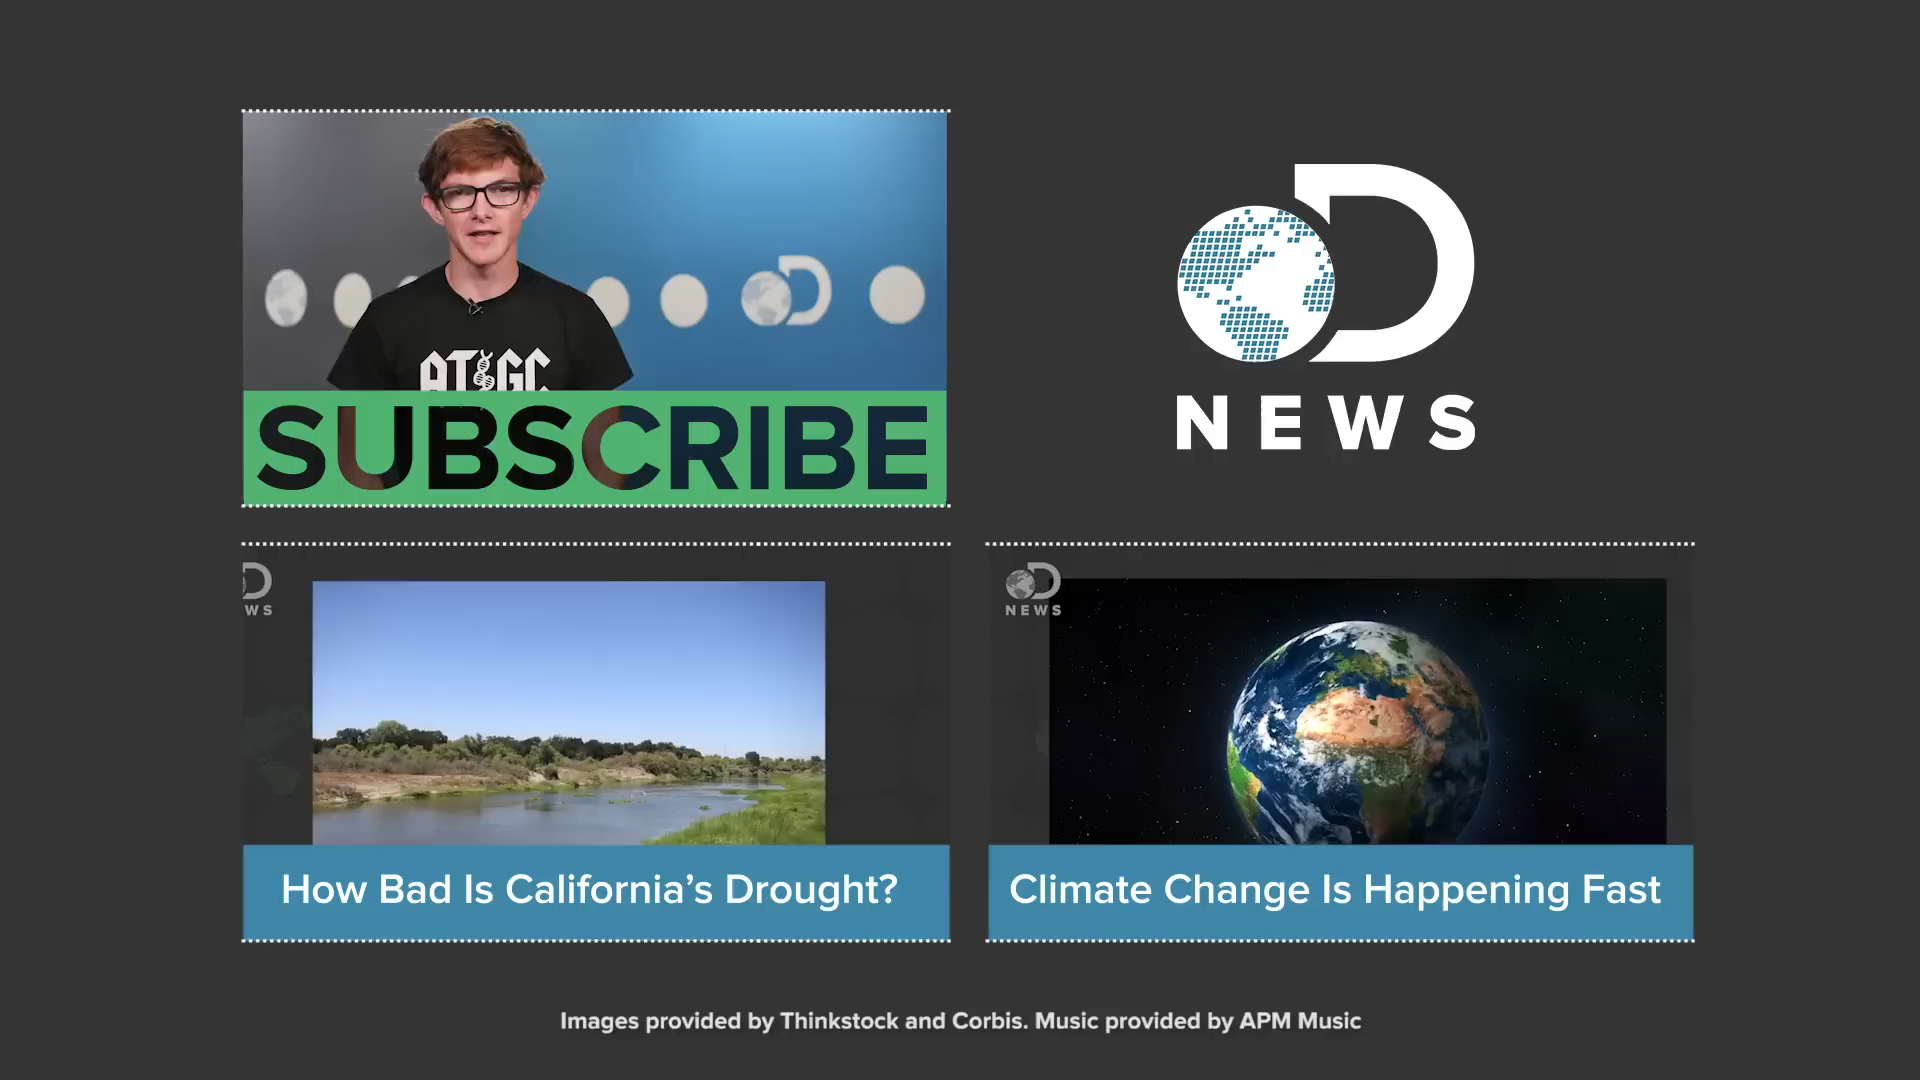 AT GC
SUBSCRIBE
NEWS
WS
How Bad Is California's Drought?
NEWS
Climate Change Is Happening Fast
Images provided by Thinkstock and Corbis. Music provided by APM Music